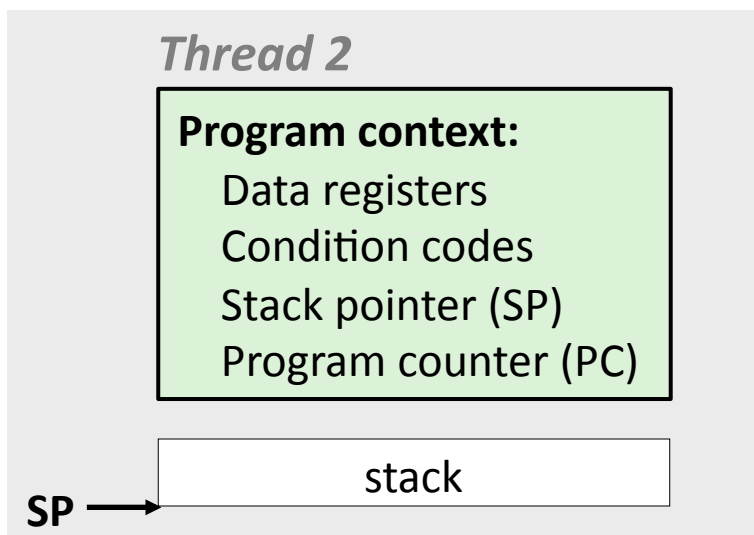 Thread 2
Program context:
Data registers
Condition codes
Stack pointer (SP)
Program counter (PC)
stack
SP